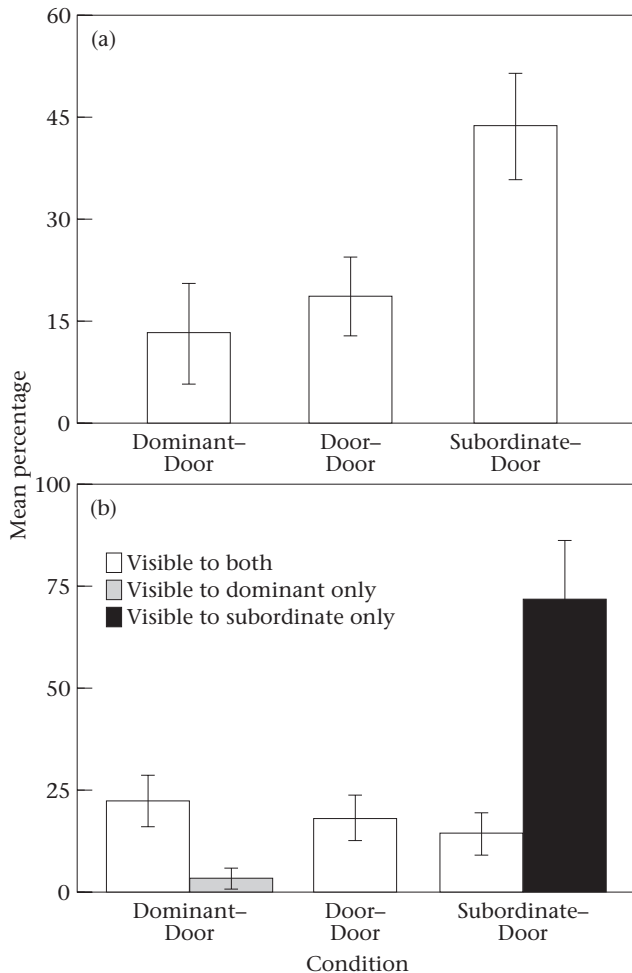 Mean percentage
60
(a)
45
30
15
0
Dominant–
Door
Door–
Door
Subordinate–
Door
100
(b)
Visible to both
Visible to dominant only
Visible to subordinate only
75
50
25
0
Dominant–
Door
Door–
Door
Subordinate–
Door
Condition